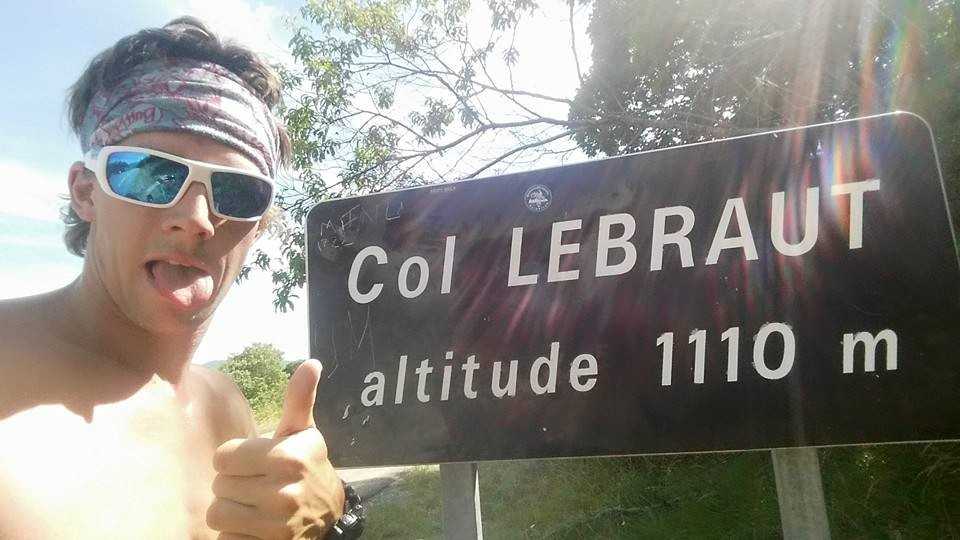 Col LEBRAUT
altitude 1110 m